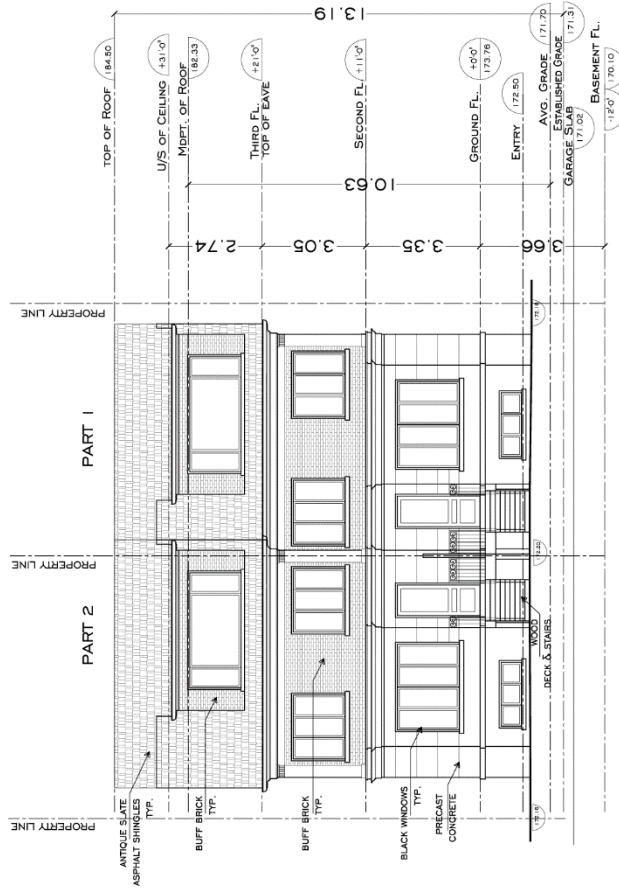 13.19
184.50
TOP OF ROOF
+31'-0"
U/S OF CEILING
182.33
MDPT. OF ROOF
+21'-0"
THIRD FL.
TOP OF EAVE
+11'-0"
SECOND FL.
+0'-0"
173.76
GROUND FL.
172.50
ENTRY
171.70
AVG. GRADE
171.31
ESTABLISHED GRADE
171.02
GARAGE SLAB
170.10
-12'-0"
BASEMENT FL.
10.63
2.74
3.05
3.35
3.66
PROPERTY LINE
PROPERTY LINE
PROPERTY LINE
PART 1
PART 2
ANTIQUE SLATE
ASPHALT SHINGLES
TYP.
BUFF BRICK
TYP.
BUFF BRICK
TYP.
BLACK WINDOWS
TYP.
PRECAST
CONCRETE
WOOD
DECK & STAIRS